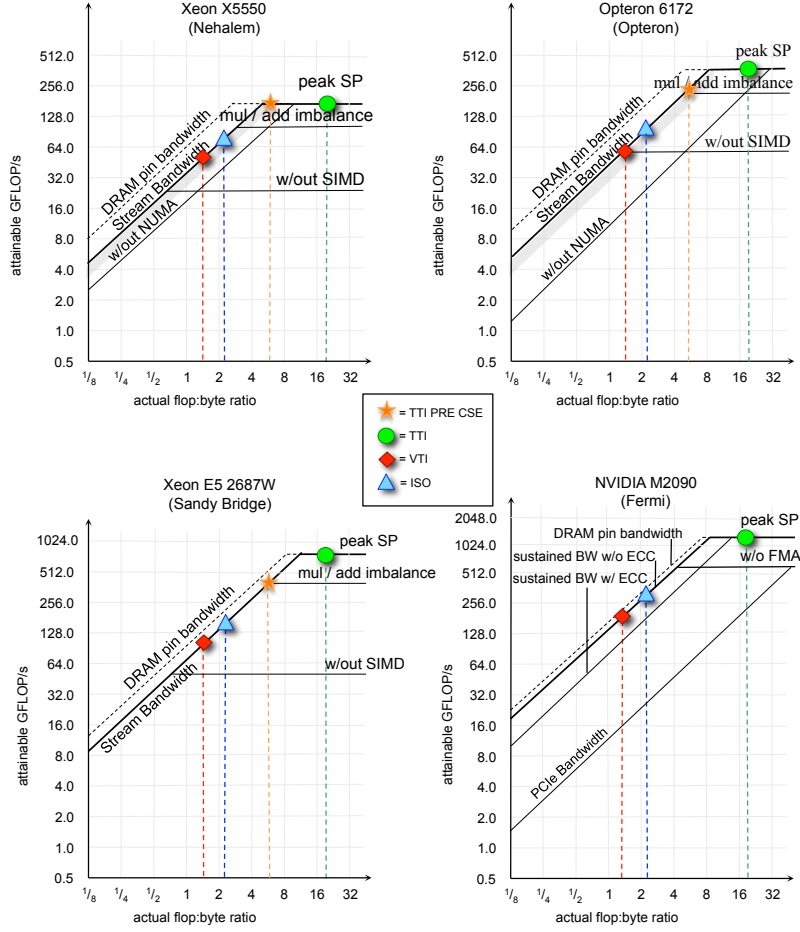 Xeon X5550
(Nehalem)
attainable GFLOP/s
512.0
256.0
128.0
64.0
32.0
16.0
8.0
4.0
2.0
1.0
0.5
peak SP
mul / add imbalance
w/out SIMD
DRAM pin bandwidth
Stream Bandwidth
w/out NUMA
1/8
1/4
1/2
1
2
4
8
16
32
actual flop:byte ratio
Opteron 6172
(Opteron)
attainable GFLOP/s
512.0
256.0
128.0
64.0
32.0
16.0
8.0
4.0
2.0
1.0
0.5
peak SP
mul / add imbalance
w/out SIMD
DRAM pin bandwidth
Stream Bandwidth
w/out NUMA
1/8
1/4
1/2
1
2
4
8
16
32
actual flop:byte ratio
= TTI PRE CSE
= TTI
= VTI
= ISO
Xeon E5 2687W
(Sandy Bridge)
attainable GFLOP/s
1024.0
512.0
256.0
128.0
64.0
32.0
16.0
8.0
4.0
2.0
1.0
0.5
peak SP
mul / add imbalance
w/out SIMD
DRAM pin bandwidth
Stream Bandwidth
1/8
1/4
1/2
1
2
4
8
16
32
actual flop:byte ratio
NVIDIA M2090
(Fermi)
attainable GFLOP/s
2048.0
1024.0
512.0
256.0
128.0
64.0
32.0
16.0
8.0
4.0
2.0
1.0
0.5
peak SP
DRAM pin bandwidth
sustained BW w/o ECC
w/o FMA
sustained BW w/ ECC
PCIe Bandwidth
1/8
1/4
1/2
1
2
4
8
16
32
actual flop:byte ratio